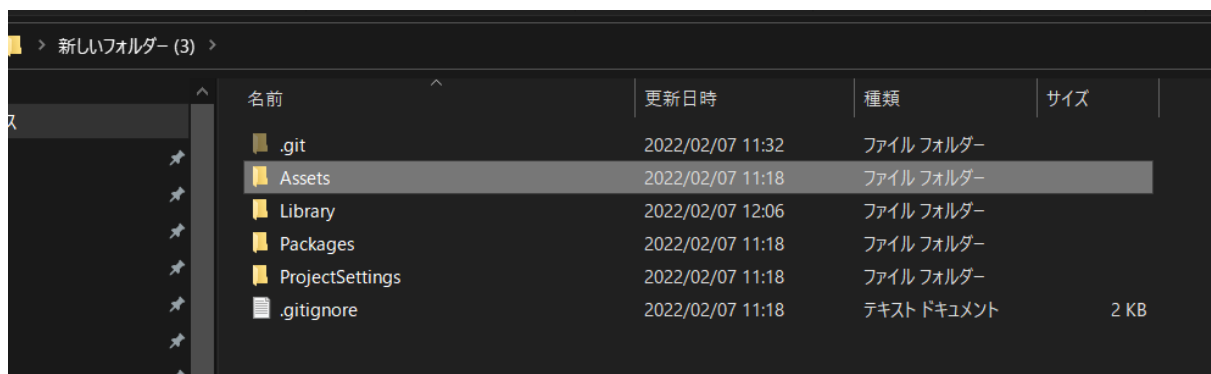 新しいフォルダー (3)
名前 更新日時 種類 サイズ
ス
.git 2022/02/07 11:32 ファイル フォルダー
Assets 2022/02/07 11:18 ファイル フォルダー
Library 2022/02/07 12:06 ファイル フォルダー
Packages 2022/02/07 11:18 ファイル フォルダー
ProjectSettings 2022/02/07 11:18 ファイル フォルダー
.gitignore 2022/02/07 11:18 テキスト ドキュメント 2 KB